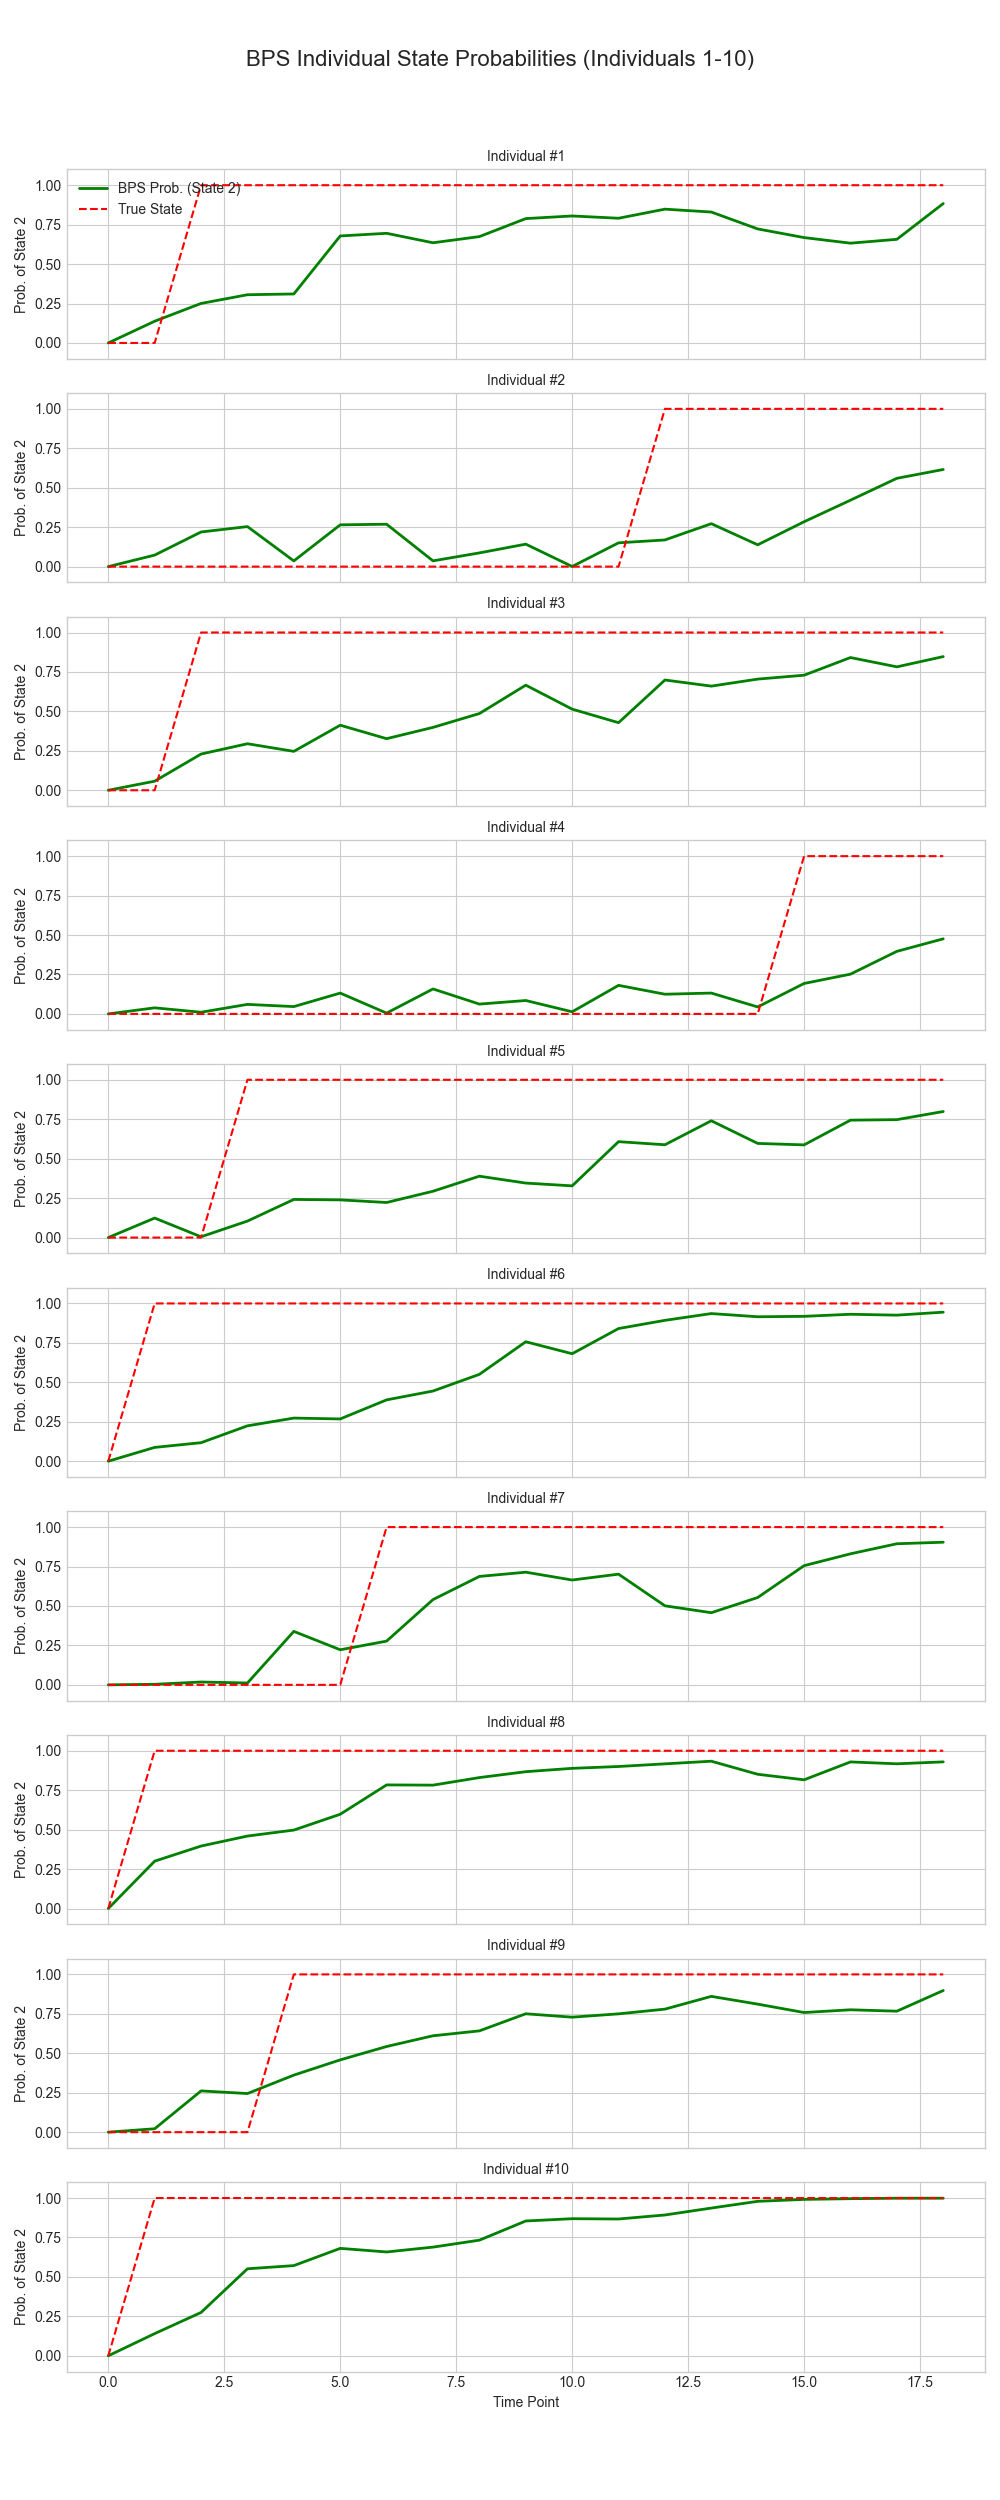 BPS Individual State Probabilities (Individuals 1-10)
Individual #1
BPS Prob. (State 2)
True State
1.00
0.75
0.50
0.25
0.00
Prob. of State 2
Individual #2
1.00
0.75
0.50
0.25
0.00
Prob. of State 2
Individual #3
1.00
0.75
0.50
0.25
0.00
Prob. of State 2
Individual #4
1.00
0.75
0.50
0.25
0.00
Prob. of State 2
Individual #5
1.00
0.75
0.50
0.25
0.00
Prob. of State 2
Individual #6
1.00
0.75
0.50
0.25
0.00
Prob. of State 2
Individual #7
1.00
0.75
0.50
0.25
0.00
Prob. of State 2
Individual #8
1.00
0.75
0.50
0.25
0.00
Prob. of State 2
Individual #9
1.00
0.75
0.50
0.25
0.00
Prob. of State 2
Individual #10
1.00
0.75
0.50
0.25
0.00
Prob. of State 2
0.0 2.5 5.0 7.5 10.0 12.5 15.0 17.5
Time Point